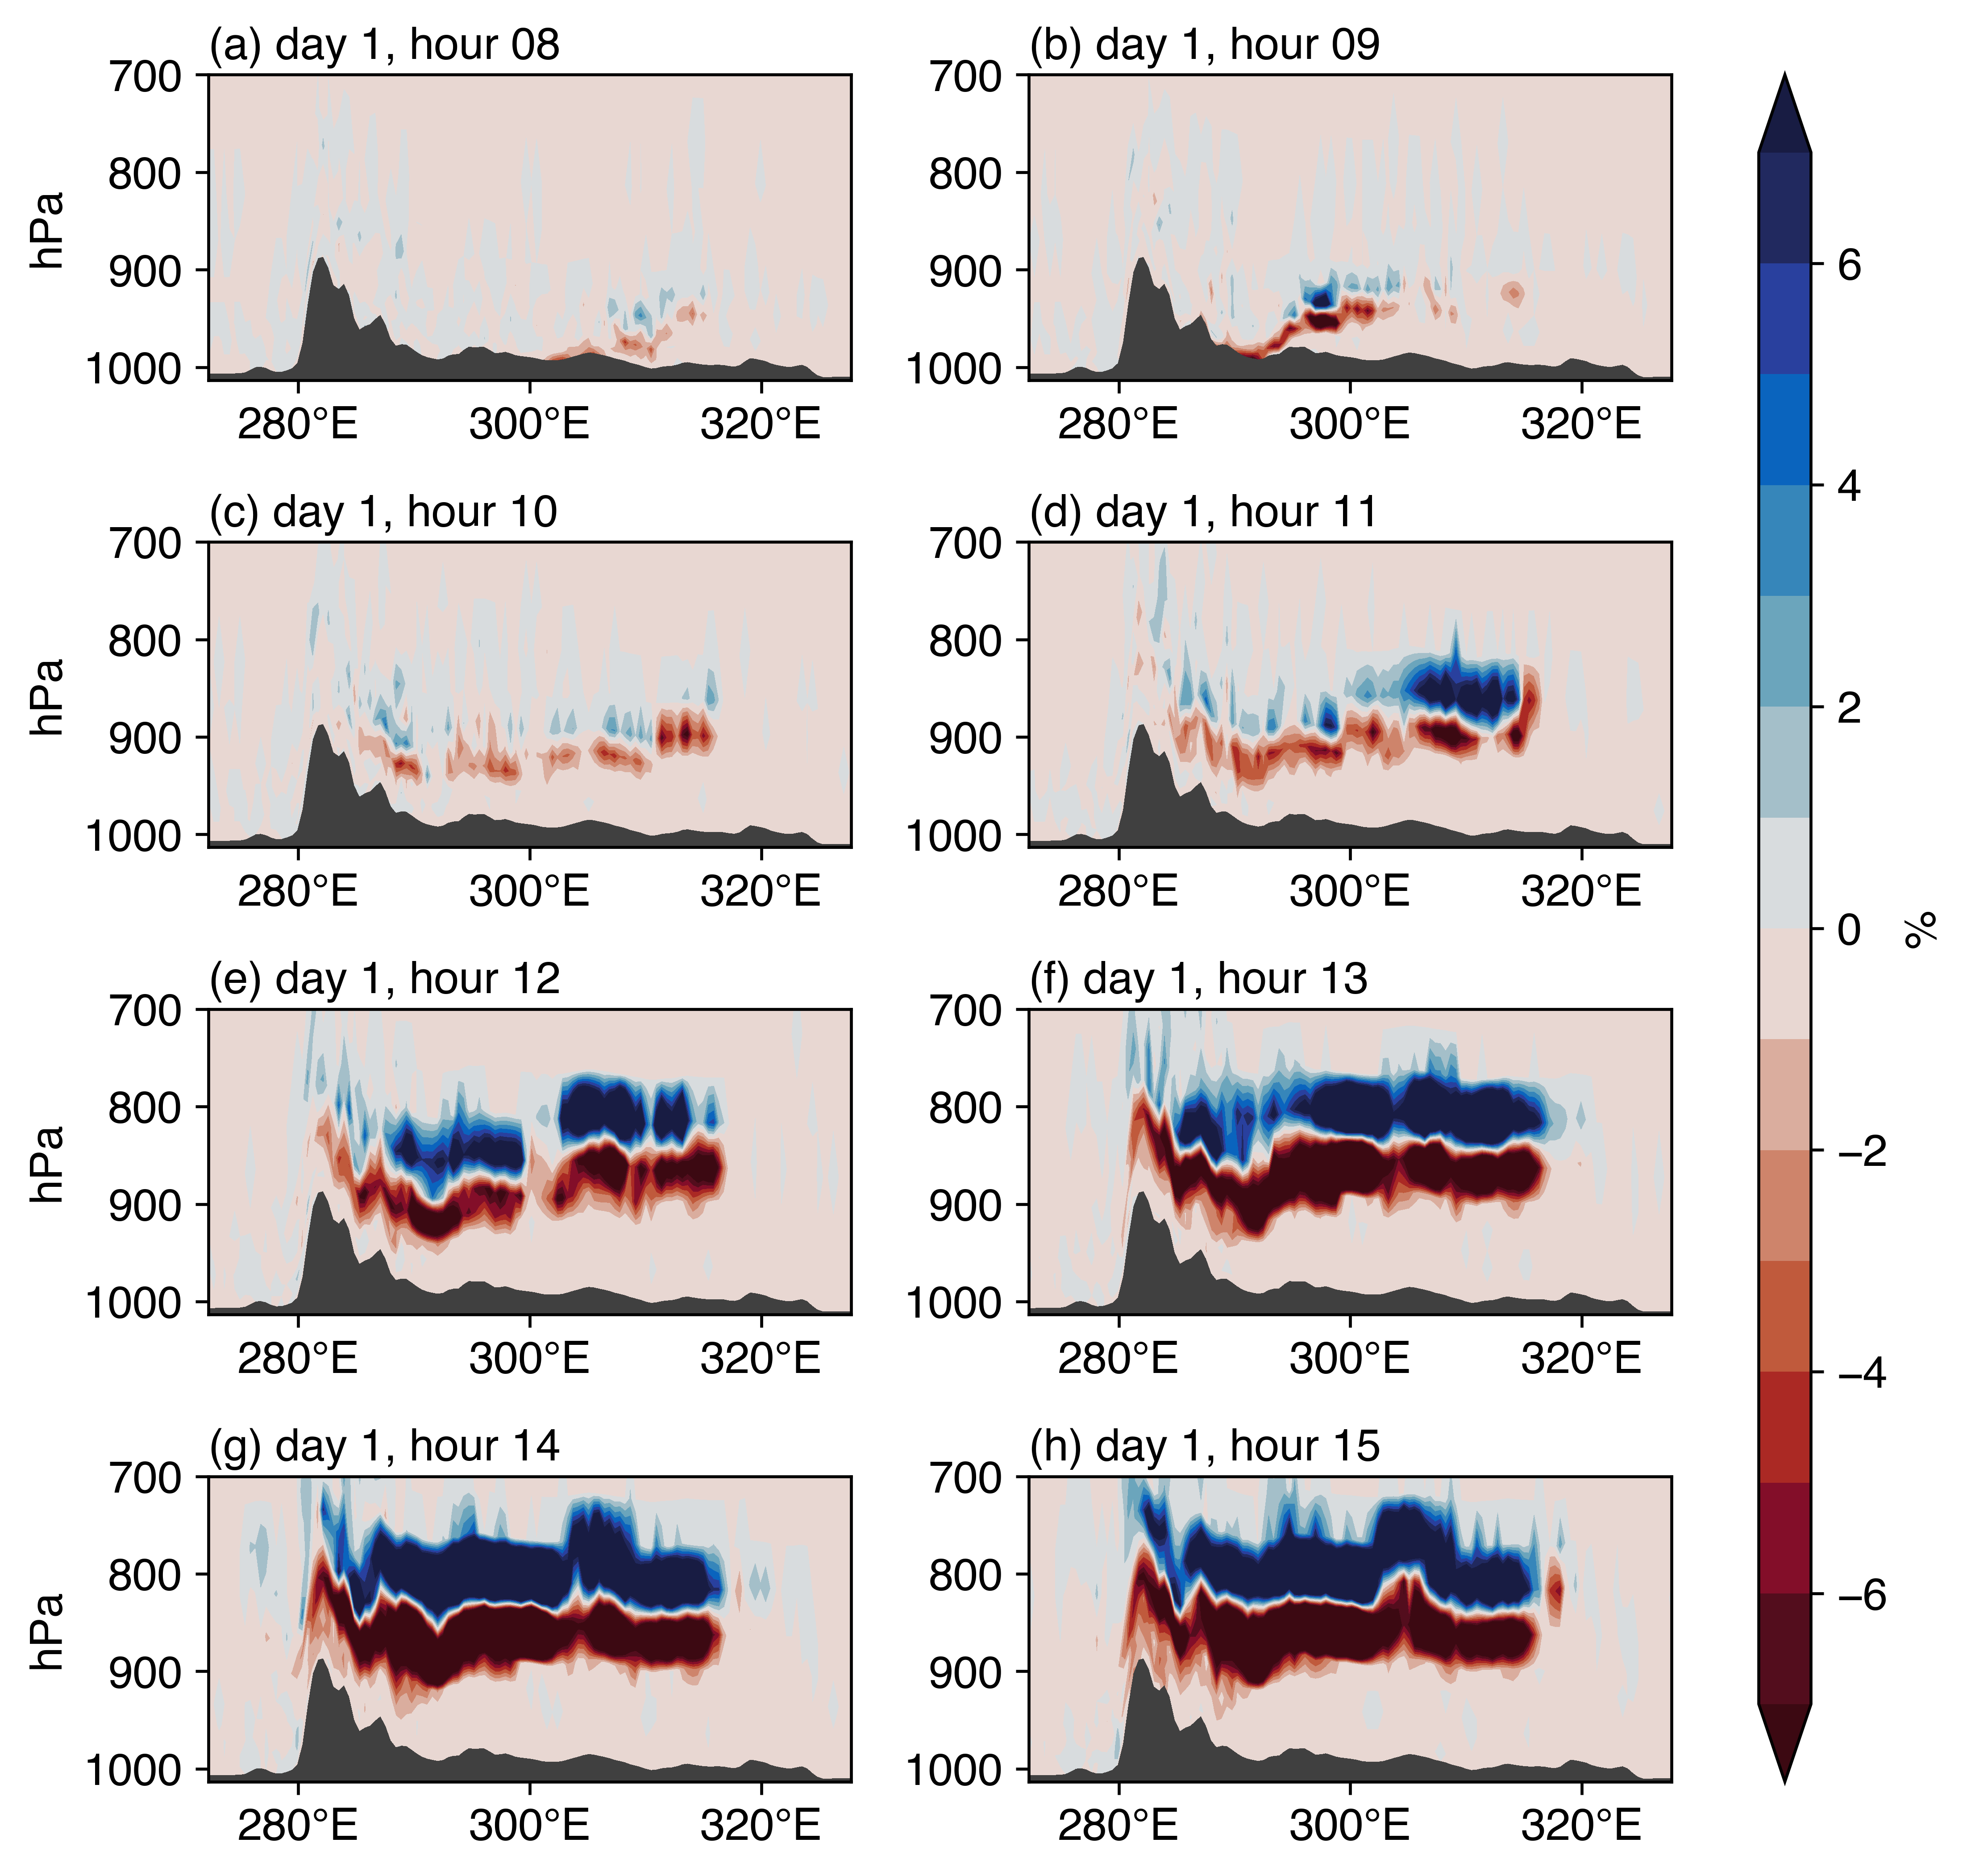 (a) day 1, hour 08
(b) day 1, hour 09
700
800
900
1000
hPa
280°E 300°E 320°E
700
800
900
1000
280°E 300°E 320°E
(c) day 1, hour 10
(d) day 1, hour 11
700
800
900
1000
hPa
280°E 300°E 320°E
700
800
900
1000
280°E 300°E 320°E
(e) day 1, hour 12
(f) day 1, hour 13
700
800
900
1000
hPa
280°E 300°E 320°E
700
800
900
1000
280°E 300°E 320°E
(g) day 1, hour 14
(h) day 1, hour 15
700
800
900
1000
hPa
280°E 300°E 320°E
700
800
900
1000
280°E 300°E 320°E
6
4
2
0
−2
−4
−6
%